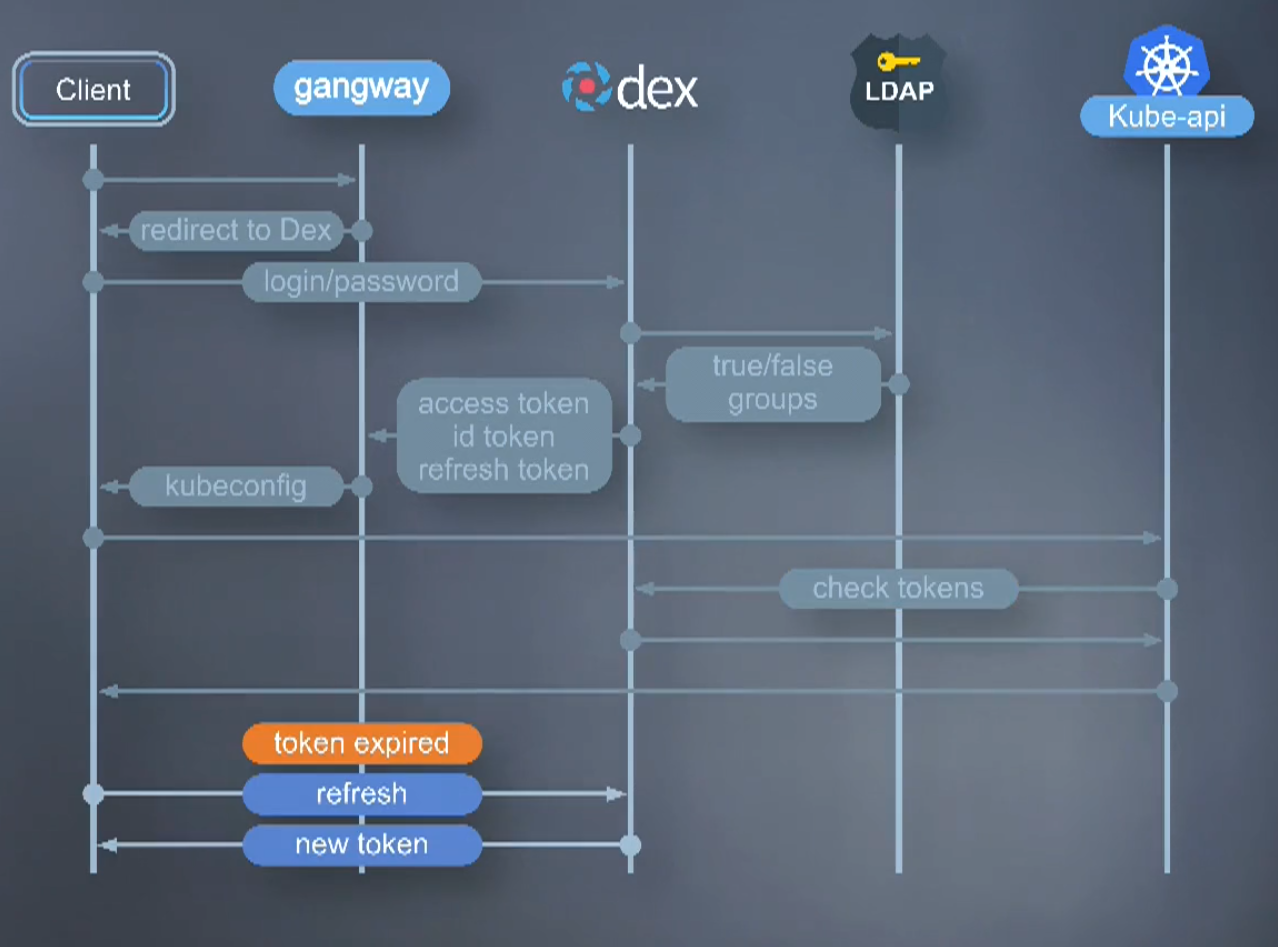 Client
gangway
dex
LDAP
Kube-api
redirect to Dex
login/password
true/false
groups
access token
id token
refresh token
kubeconfig
check tokens
token expired
refresh
new token